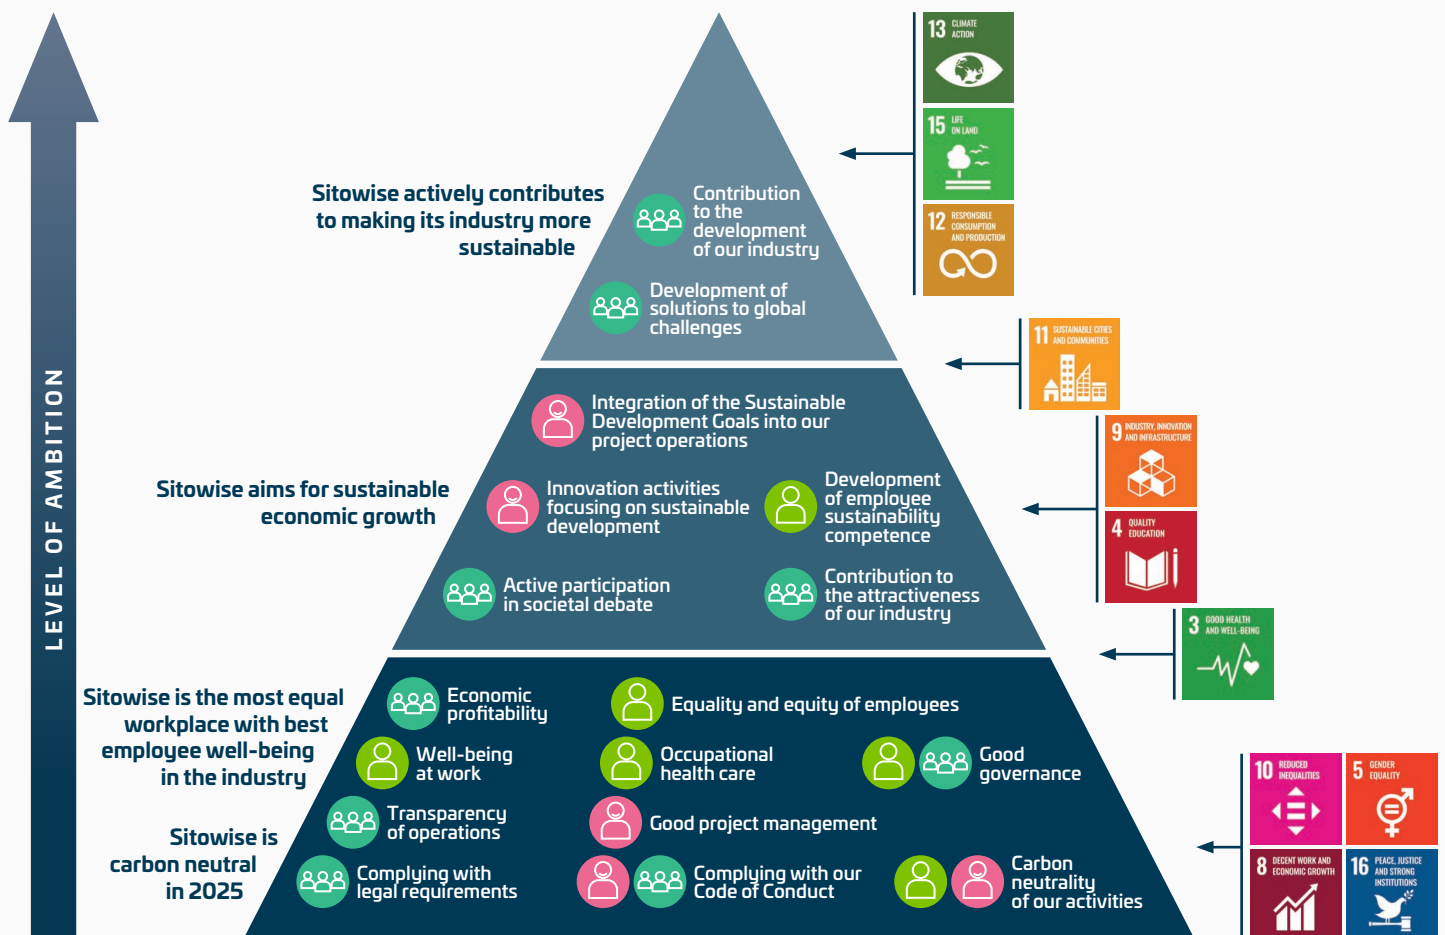 LEVEL OF AMBITION
Sitowise actively contributes
to making its industry more
sustainable
Contribution
to the
development
of our industry
Development of
solutions to global
challenges
13 CLIMATE
ACTION
15 LIFE
ON LAND
12 RESPONSIBLE
CONSUMPTION
AND PRODUCTION
11 SUSTAINABLE CITIES
AND COMMUNITIES
Sitowise aims for sustainable
economic growth
Integration of the Sustainable
Development Goals into our
project operations
Innovation activities
focusing on sustainable
development
Development
of employee
sustainability
competence
Active participation
in societal debate
Contribution to
the attractiveness
of our industry
9 INDUSTRY, INNOVATION
AND INFRASTRUCTURE
4 QUALITY
EDUCATION
3 GOOD HEALTH
AND WELL-BEING
Sitowise is the most equal
workplace with best
employee well-being
in the industry
Sitowise is
carbon neutral
in 2025
Economic
profitability
Equality and equity of employees
Well-being
at work
Occupational
health care
Good
governance
Transparency
of operations
Good project management
Complying with
legal requirements
Complying with our
Code of Conduct
Carbon
neutrality
of our activities
10 REDUCED
INEQUALITIES
5 GENDER
EQUALITY
8 DECENT WORK AND
ECONOMIC GROWTH
16 PEACE, JUSTICE
AND STRONG
INSTITUTIONS